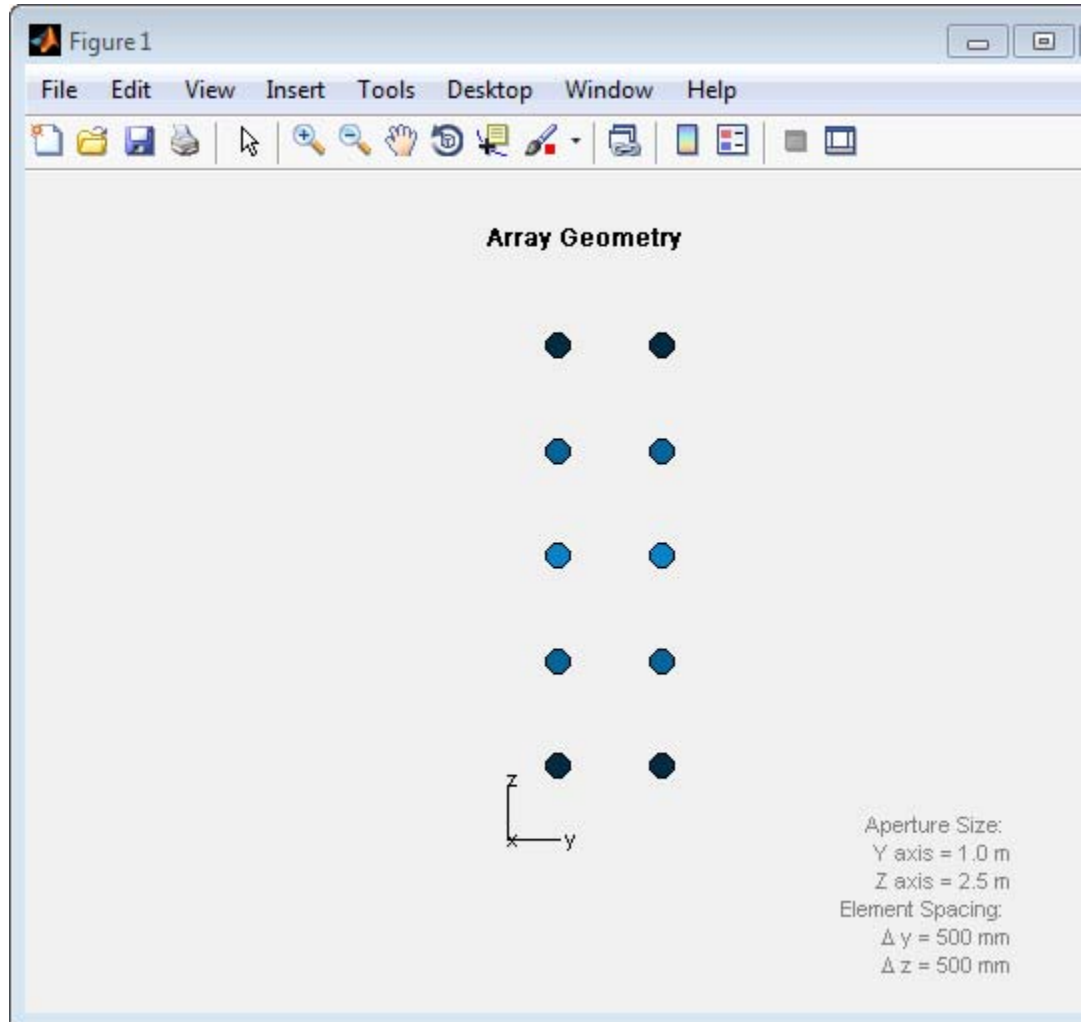 Figure 1
File Edit View Insert Tools Desktop Window Help
Array Geometry
z
x y
Aperture Size:
Y axis = 1.0 m
Z axis = 2.5 m
Element Spacing:
Δ y = 500 mm
Δ z = 500 mm